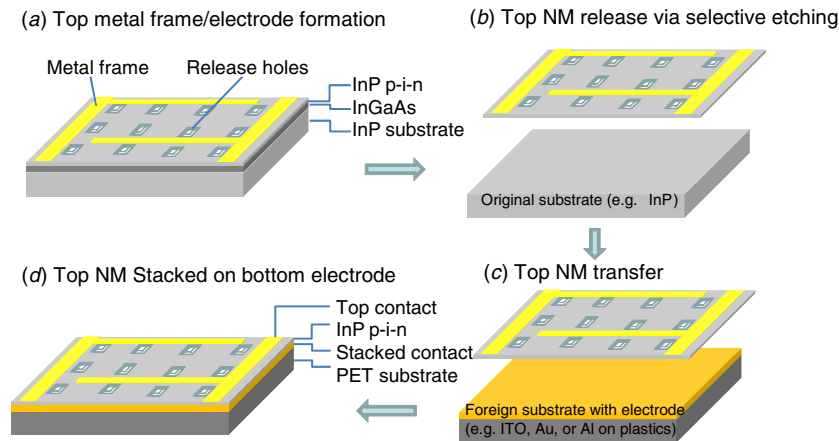 (a) Top metal frame/electrode formation
Metal frame
Release holes
InP p-i-n
InGaAs
InP substrate
(b) Top NM release via selective etching
Original substrate (e.g. InP)
(c) Top NM transfer
Foreign substrate with electrode
(e.g. ITO, Au, or Al on plastics)
(d) Top NM Stacked on bottom electrode
Top contact
InP p-i-n
Stacked contact
PET substrate